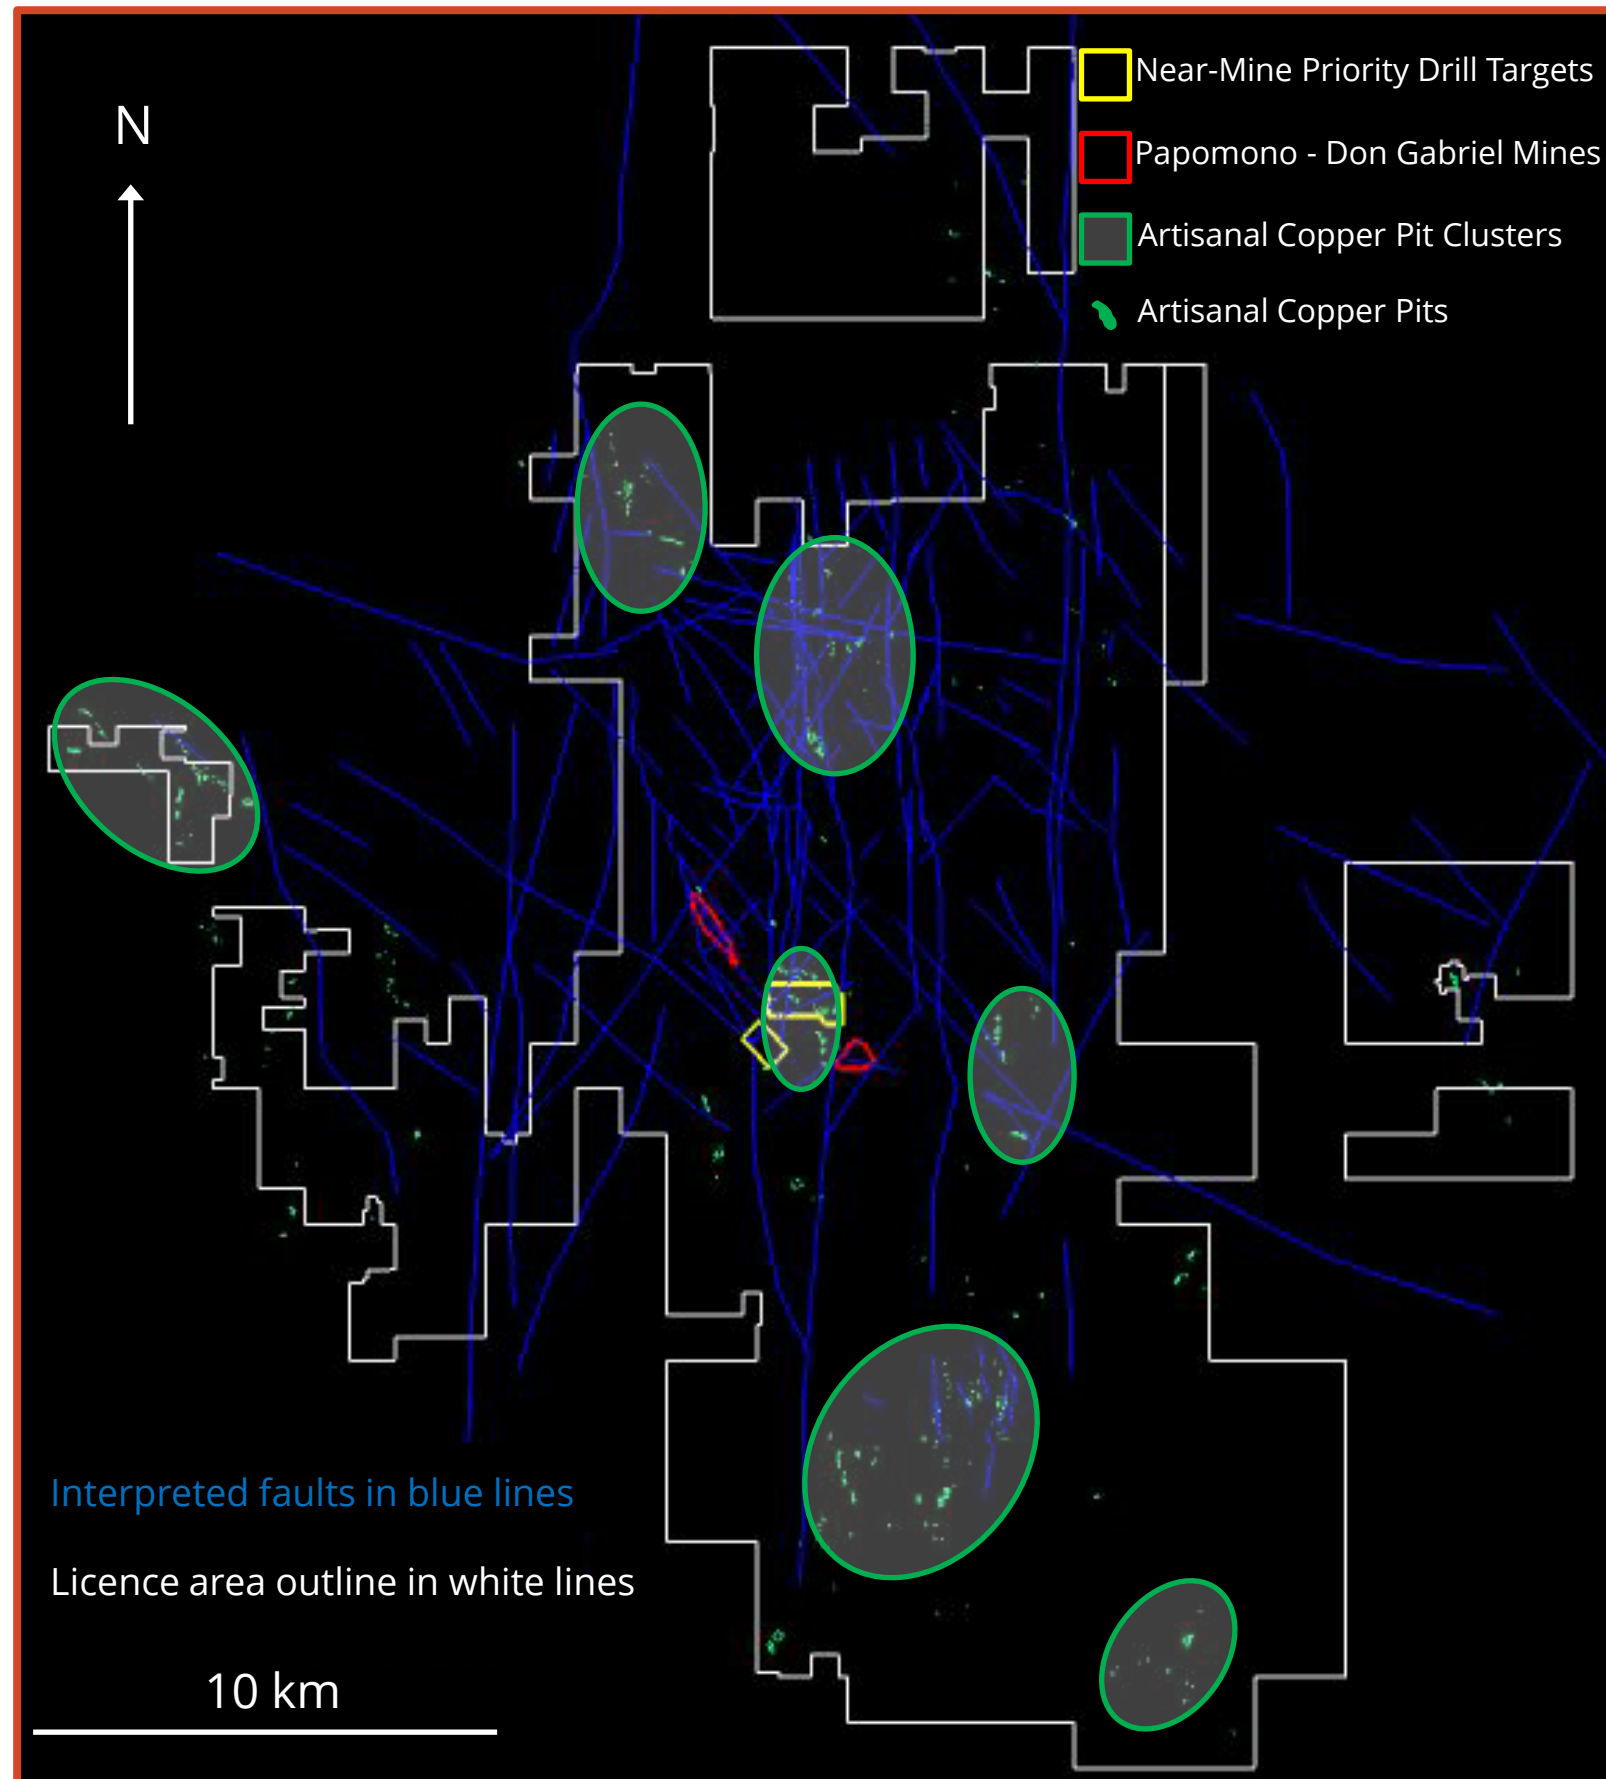 N
Near-Mine Priority Drill Targets
Papomono - Don Gabriel Mines
Artisanal Copper Pit Clusters
Artisanal Copper Pits
Interpreted faults in blue lines
Licence area outline in white lines
10 km